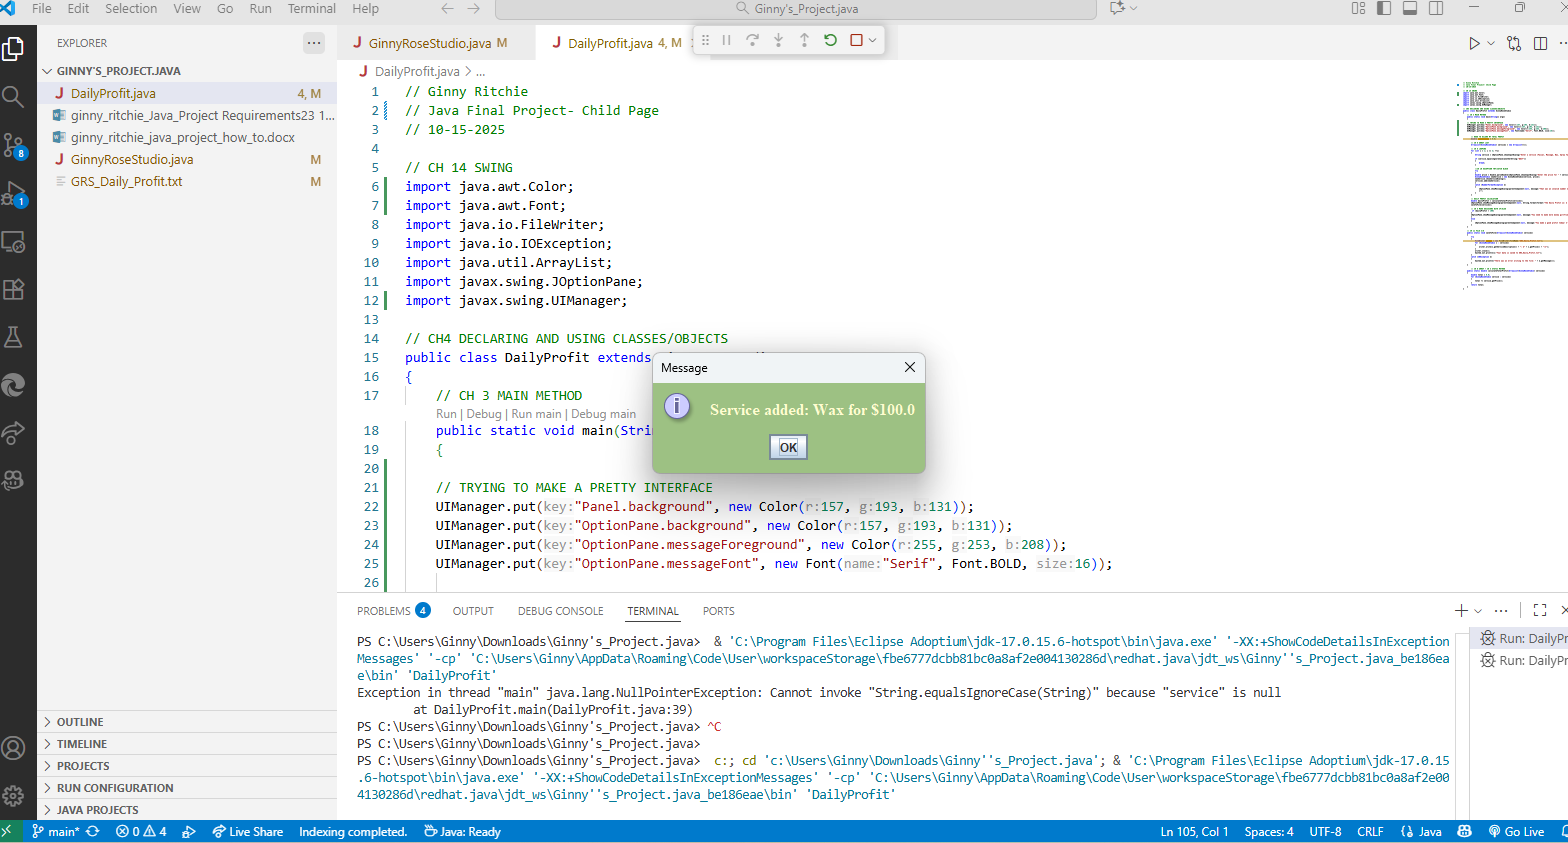 File Edit Selection View Go Run Terminal Help
Ginny's_Project.java
EXPLORER
GINNY'S_PROJECT.JAVA
DailyProfit.java 4, M
ginny_ritchie_Java_Project Requirements23 1...
ginny_ritchie_java_project_how_to.docx
GinnyRoseStudio.java M
GRS_Daily_Profit.txt M
8
1
OUTLINE
TIMELINE
PROJECTS
RUN CONFIGURATION
JAVA PROJECTS
GinnyRoseStudio.java M
DailyProfit.java 4, M
DailyProfit.java > ...
1 // Ginny Ritchie
2 // Java Final Project- Child Page
3 // 10-15-2025
4
5 // CH 14 SWING
6 import java.awt.Color;
7 import java.awt.Font;
8 import java.io.FileWriter;
9 import java.io.IOException;
10 import java.util.ArrayList;
11 import javax.swing.JOptionPane;
12 import javax.swing.UIManager;
13
14 // CH4 DECLARING AND USING CLASSES/OBJECTS
15 public class DailyProfit extends
16 {
17 // CH 3 MAIN METHOD
Run | Debug | Run main | Debug main
18 public static void main(Stri
19 {
20
21 // TRYING TO MAKE A PRETTY INTERFACE
22 UIManager.put(key:"Panel.background", new Color(r:157, g:193, b:131));
23 UIManager.put(key:"OptionPane.background", new Color(r:157, g:193, b:131));
24 UIManager.put(key:"OptionPane.messageForeground", new Color(r:255, g:253, b:208));
25 UIManager.put(key:"OptionPane.messageFont", new Font(name:"Serif", Font.BOLD, size:16));
26
Message
Service added: Wax for $100.0
OK
PROBLEMS 4 OUTPUT DEBUG CONSOLE TERMINAL PORTS
PS C:\Users\Ginny\Downloads\Ginny's_Project.java> & 'C:\Program Files\Eclipse Adoptium\jdk-17.0.15.6-hotspot\bin\java.exe' '-XX:+ShowCodeDetailsInException
Messages' '-cp' 'C:\Users\Ginny\AppData\Roaming\Code\User\workspaceStorage\fbe6777dcbb81bc0a8af2e004130286d\redhat.java\jdt_ws\Ginny''s_Project.java_be186ea
e\bin' 'DailyProfit'
Exception in thread "main" java.lang.NullPointerException: Cannot invoke "String.equalsIgnoreCase(String)" because "service" is null
at DailyProfit.main(DailyProfit.java:39)
PS C:\Users\Ginny\Downloads\Ginny's_Project.java> ^C
PS C:\Users\Ginny\Downloads\Ginny's_Project.java>
PS C:\Users\Ginny\Downloads\Ginny's_Project.java> c:; cd 'c:\Users\Ginny\Downloads\Ginny''s_Project.java'; & 'C:\Program Files\Eclipse Adoptium\jdk-17.0.15
.6-hotspot\bin\java.exe' '-XX:+ShowCodeDetailsInExceptionMessages' '-cp' 'C:\Users\Ginny\AppData\Roaming\Code\User\workspaceStorage\fbe6777dcbb81bc0a8af2e00
4130286d\redhat.java\jdt_ws\Ginny''s_Project.java_be186eae\bin' 'DailyProfit'
Run: DailyPr
Run: DailyPr
main* 0 4 Live Share Indexing completed. Java: Ready Ln 105, Col 1 Spaces: 4 UTF-8 CRLF Java Go Live